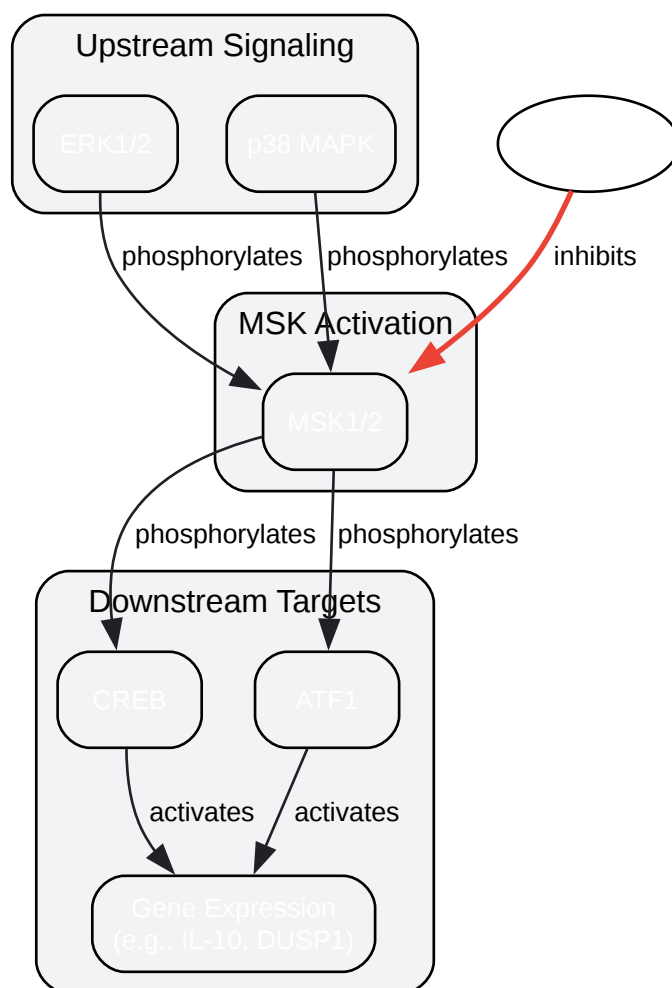 Upstream Signaling
ERK1/2
p38 MAPK
phosphorylates
phosphorylates
inhibits
MSK Activation
MSK1/2
phosphorylates
phosphorylates
Downstream Targets
CREB
ATF1
activates
activates
Gene Expression
(e.g., IL-10, DUSP1)